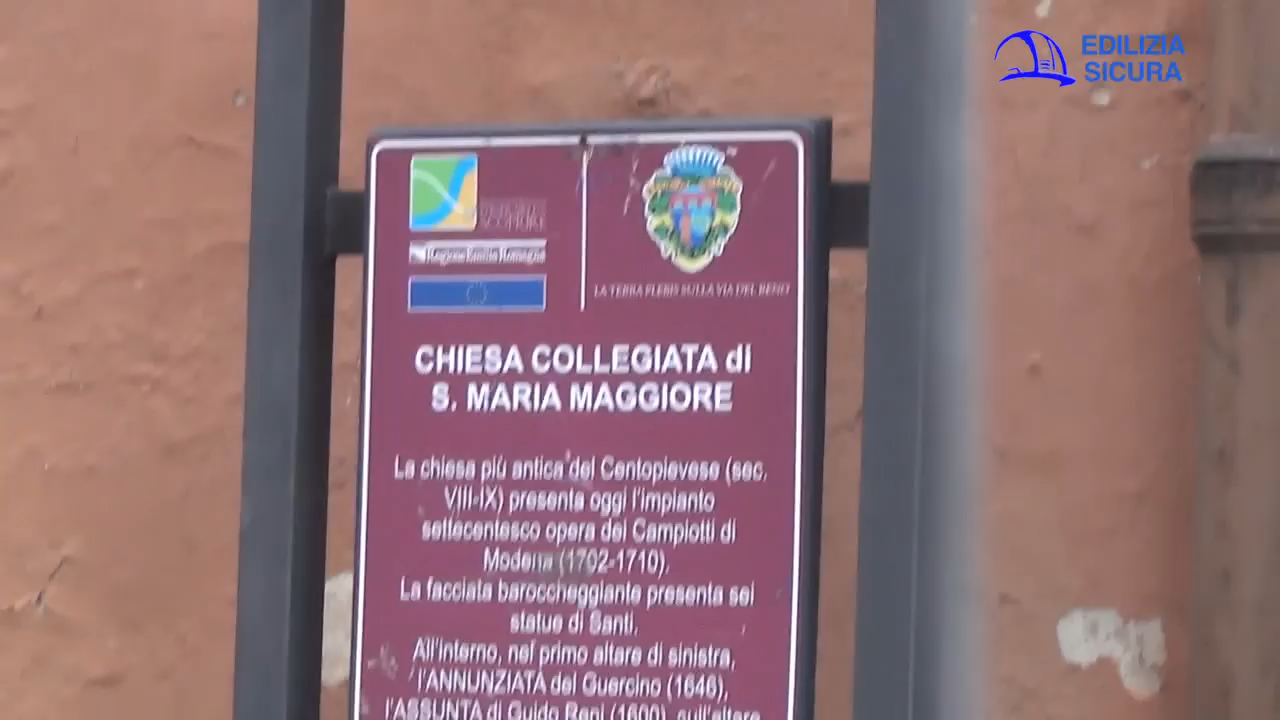 EDILIZIA
SICURA
Regione Emilia Romagna
LA TERRA PLEBIS SULLA VIA DEL RENO
CHIESA COLLEGIATA di
S. MARIA MAGGIORE
La chiesa più antica del Centopievese (sec.
VIII-IX) presenta oggi l'impianto
settecentesco opera dei Campiotti di
Modena (1702-1710).
La facciata baroccheggiante presenta sei
statue di Santi.
All'interno, nel primo altare di sinistra,
l'ANNUNZIATA del Guercino (1646),
l'ASSUNTA di Guido Reni (1600), sull'altare